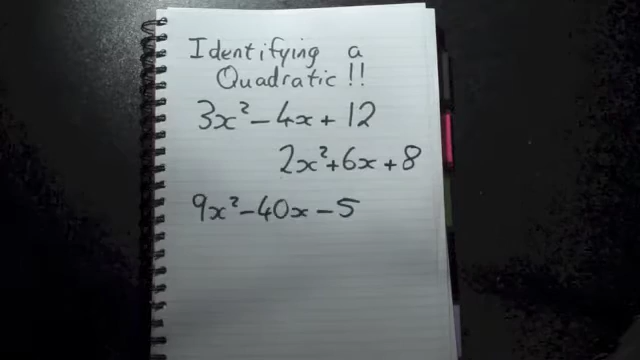 Identifying a
Quadratic!!
3x² - 4x + 12
2x² + 6x + 8
9x² - 40x - 5